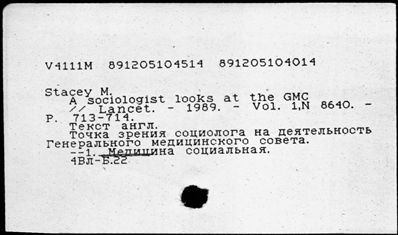 V4111M 891205104514 891205104014
Stacey M.
A sociologist looks at the GMC
// Lancet. - 1989. - Vol. 1,N 8640. -
P. 713-714.
Текст англ.
Точка зрения социолога на деятельность
Генерального медицинского совета.
--1. Медицина социальная.
4Вл-Б.22